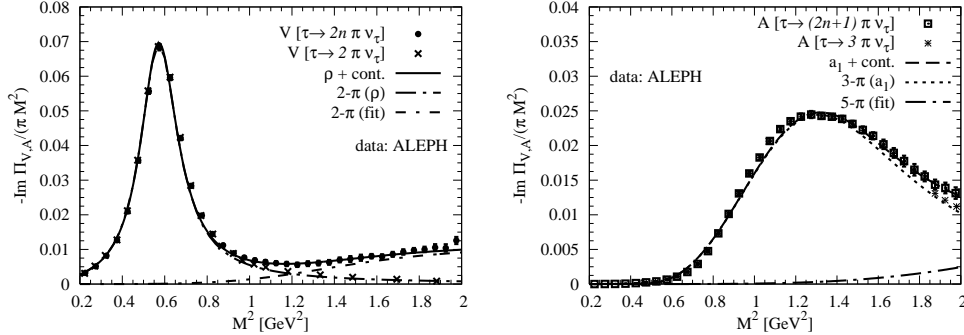 -Im Π_V,A/(π M²)
0.08
0.07
0.06
0.05
0.04
0.03
0.02
0.01
0
V [τ→ 2n π ν_τ]
V [τ→ 2 π ν_τ]
ρ + cont.
2-π (ρ)
2-π (fit)
data: ALEPH
0.2 0.4 0.6 0.8 1 1.2 1.4 1.6 1.8 2
M² [GeV²]
-Im Π_V,A/(π M²)
0.04
0.035
0.03
0.025
0.02
0.015
0.01
0.005
0
A [τ→ (2n+1) π ν_τ]
A [τ→ 3 π ν_τ]
a₁ + cont.
3-π (a₁)
5-π (fit)
data: ALEPH
0.2 0.4 0.6 0.8 1 1.2 1.4 1.6 1.8 2
M² [GeV²]